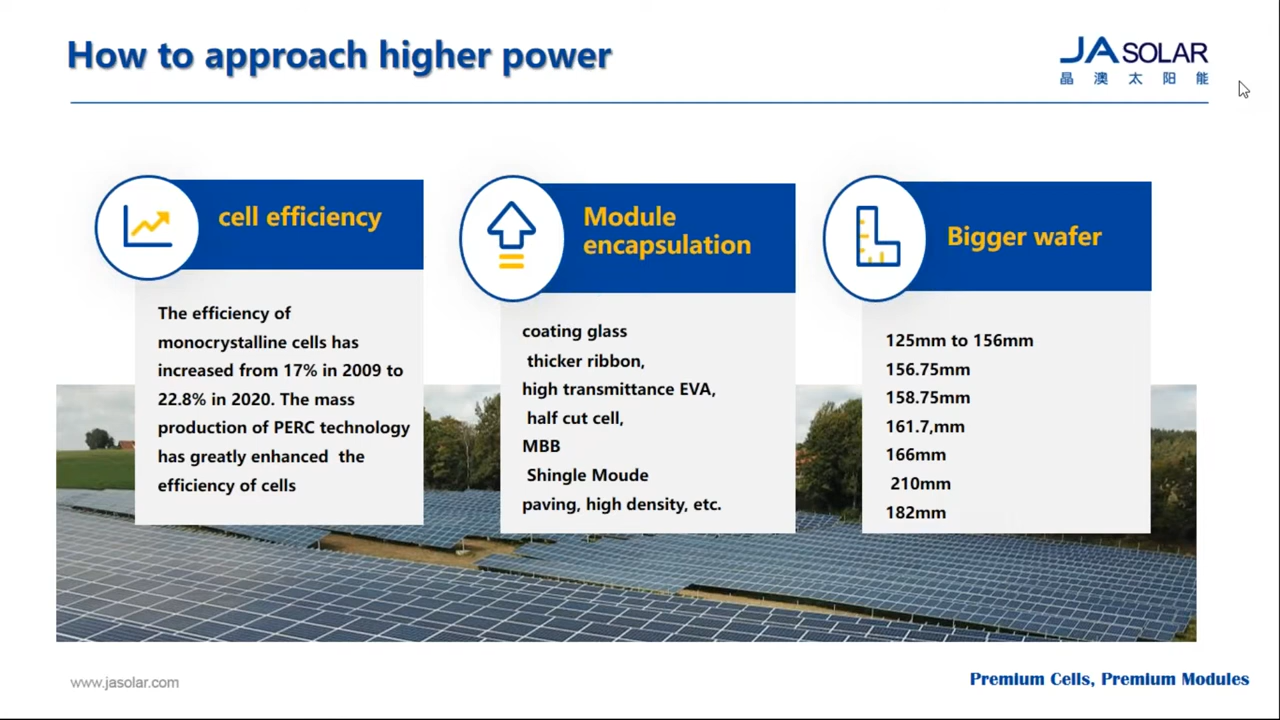 How to approach higher power
JA SOLAR
晶澳太阳能
cell efficiency
The efficiency of
monocrystalline cells has
increased from 17% in 2009 to
22.8% in 2020. The mass
production of PERC technology
has greatly enhanced the
efficiency of cells
Module
encapsulation
coating glass
thicker ribbon,
high transmittance EVA,
half cut cell,
MBB
Shingle Moude
paving, high density, etc.
Bigger wafer
125mm to 156mm
156.75mm
158.75mm
161.7,mm
166mm
210mm
182mm
www.jasolar.com
Premium Cells, Premium Modules